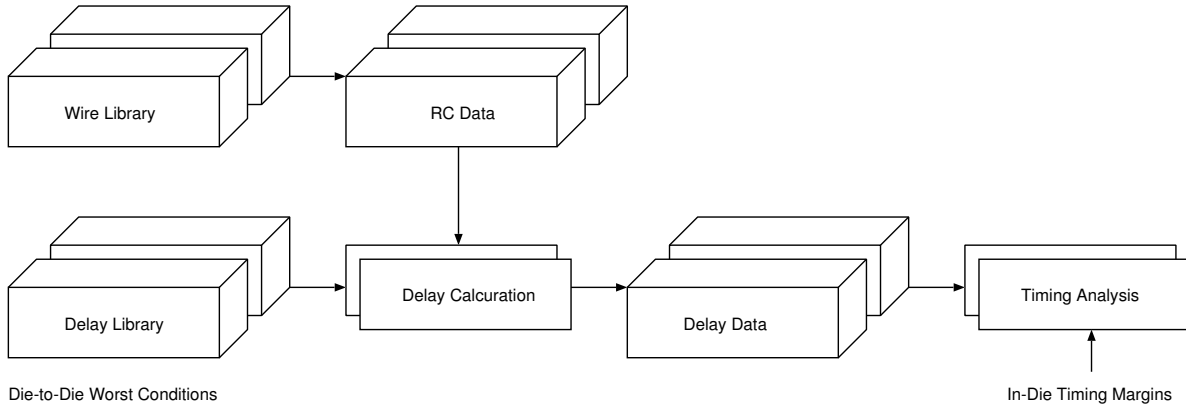 Wire Library
RC Data
Delay Library
Delay Calcuration
Delay Data
Timing Analysis
Die-to-Die Worst Conditions
In-Die Timing Margins